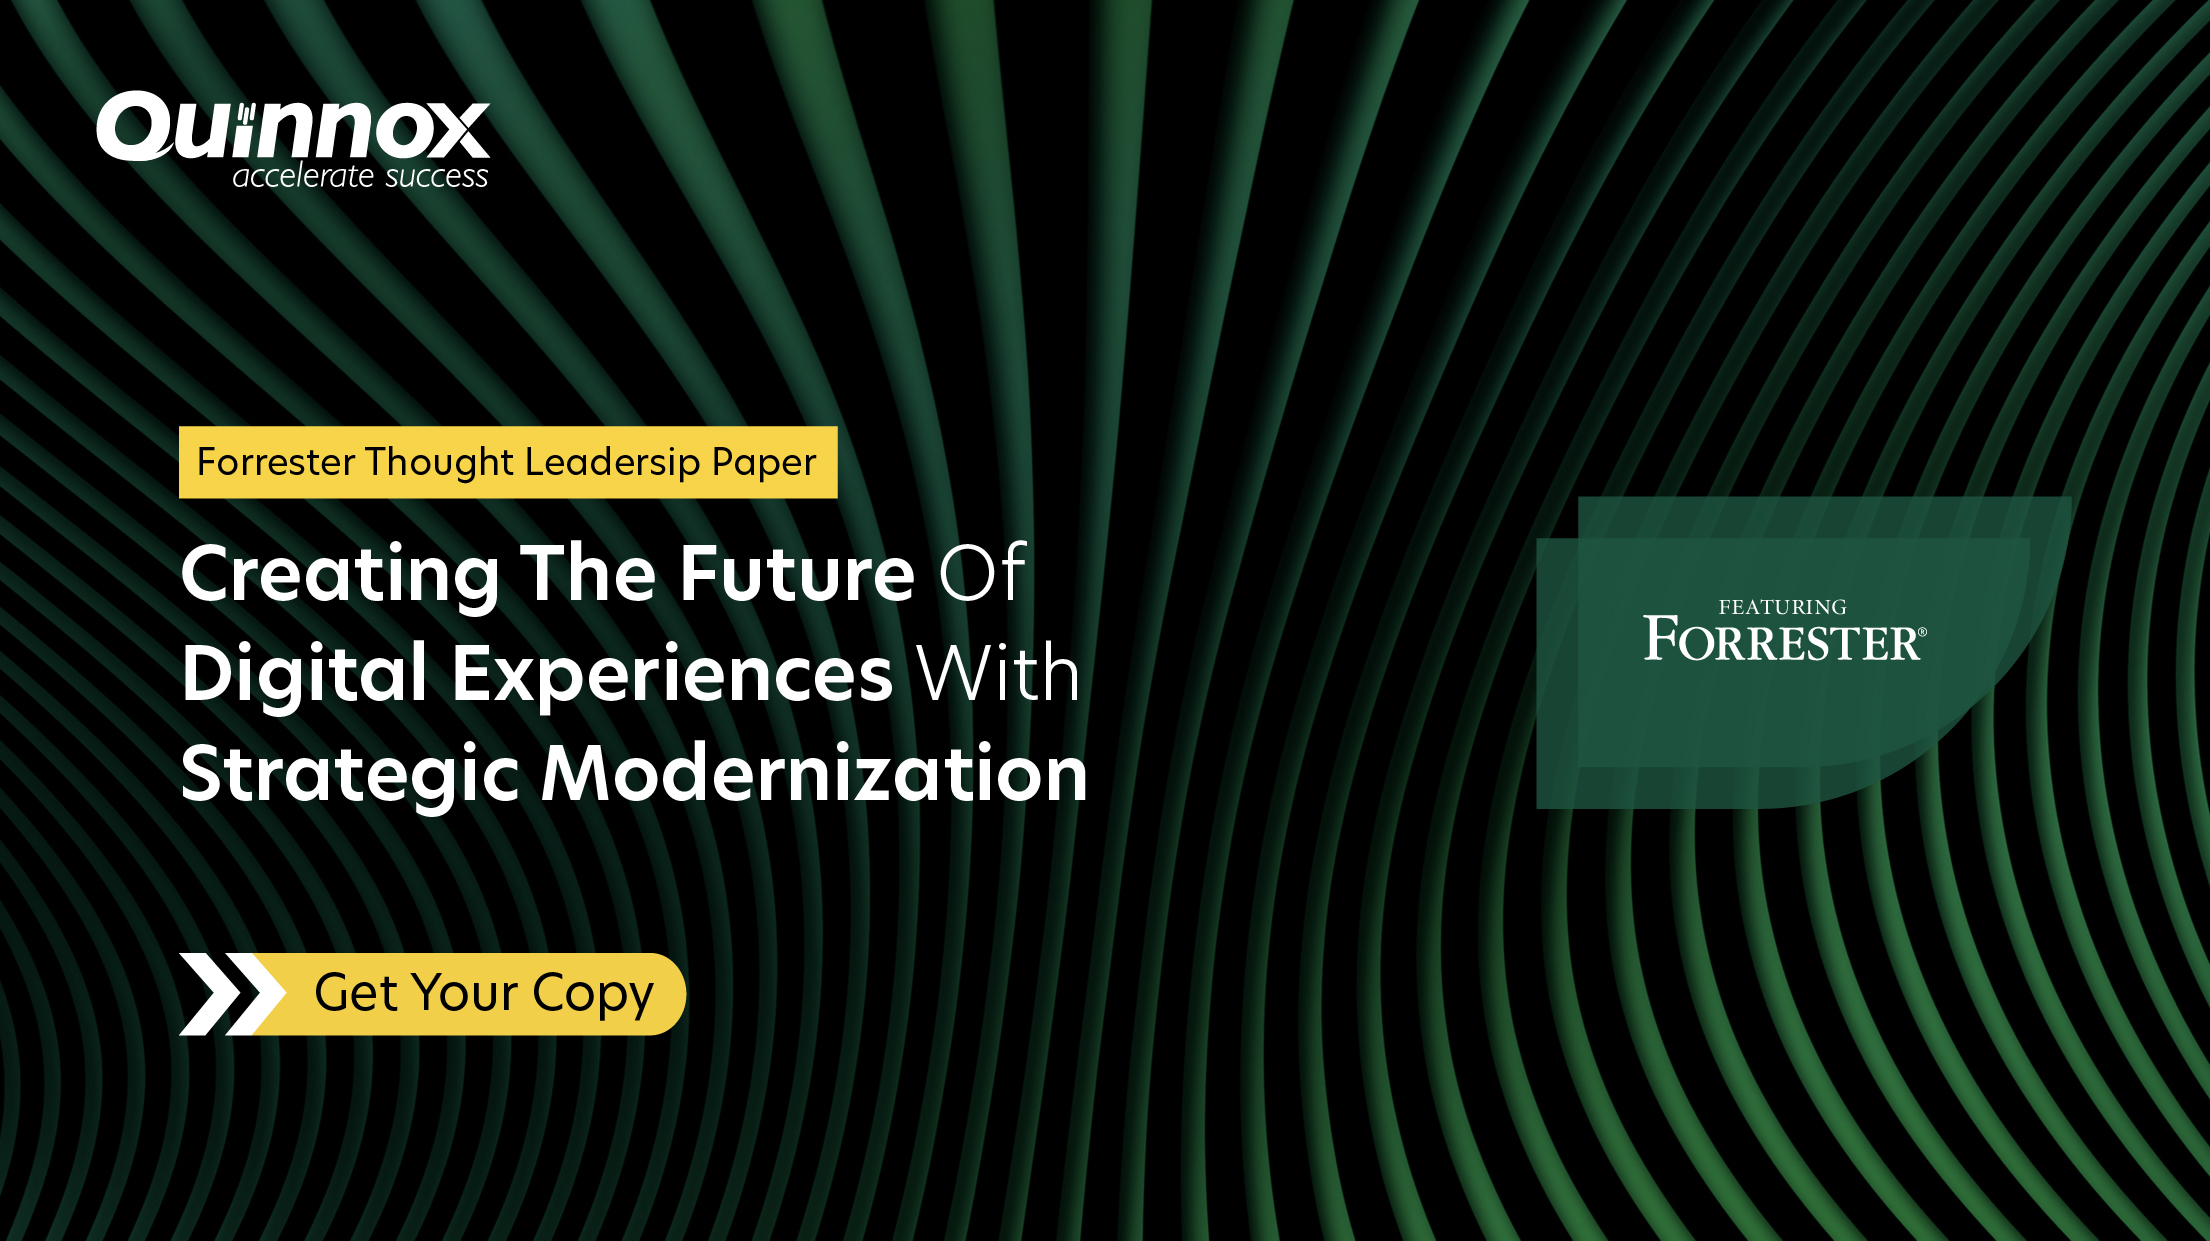 Quinnox
accelerate success
Forrester Thought Leadersip Paper
Creating The Future Of
Digital Experiences With
Strategic Modernization
FEATURING
FORRESTER®
Get Your Copy